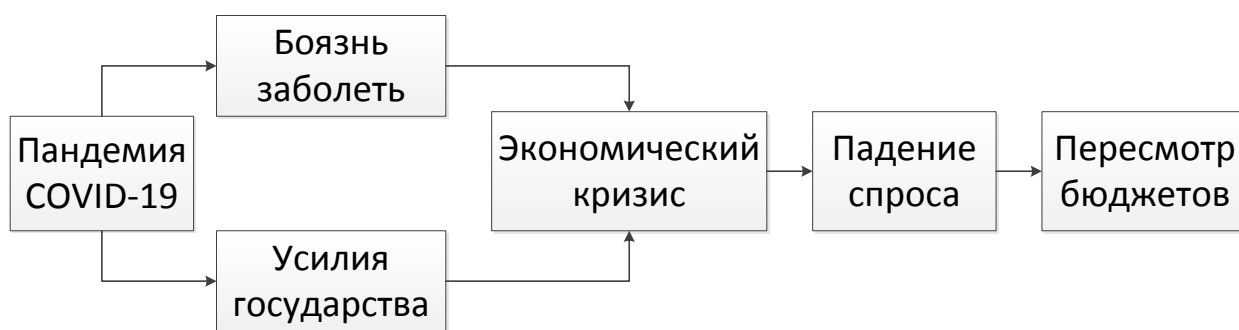 Пандемия
COVID-19
Боязнь
заболеть
Усилия
государства
Экономический
кризис
Падение
спроса
Пересмотр
бюджетов